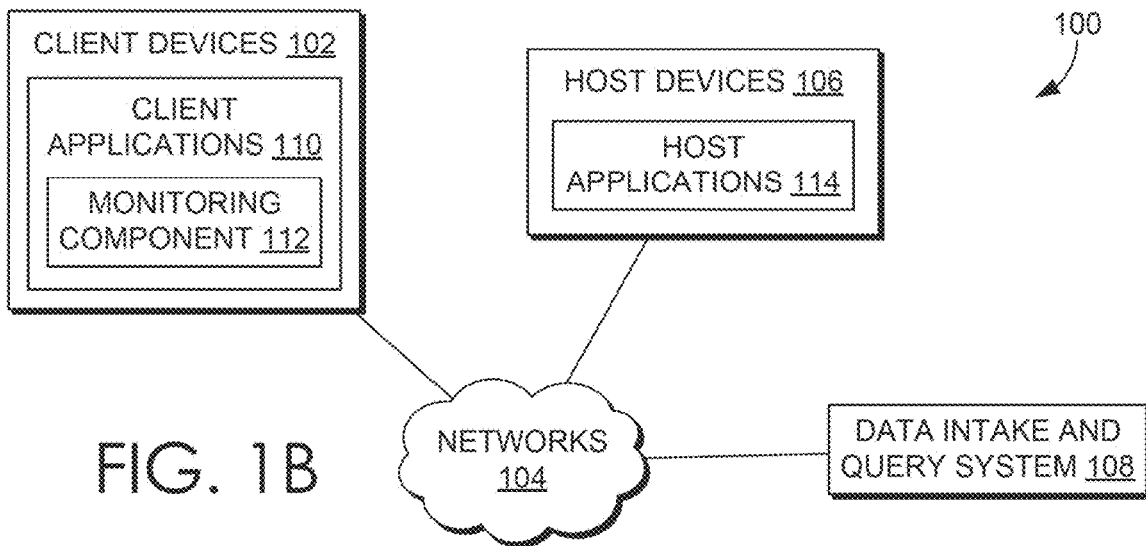 CLIENT DEVICES 102
CLIENT
APPLICATIONS 110
MONITORING
COMPONENT 112
HOST DEVICES 106
HOST
APPLICATIONS 114
100
NETWORKS
104
DATA INTAKE AND
QUERY SYSTEM 108
FIG. 1B